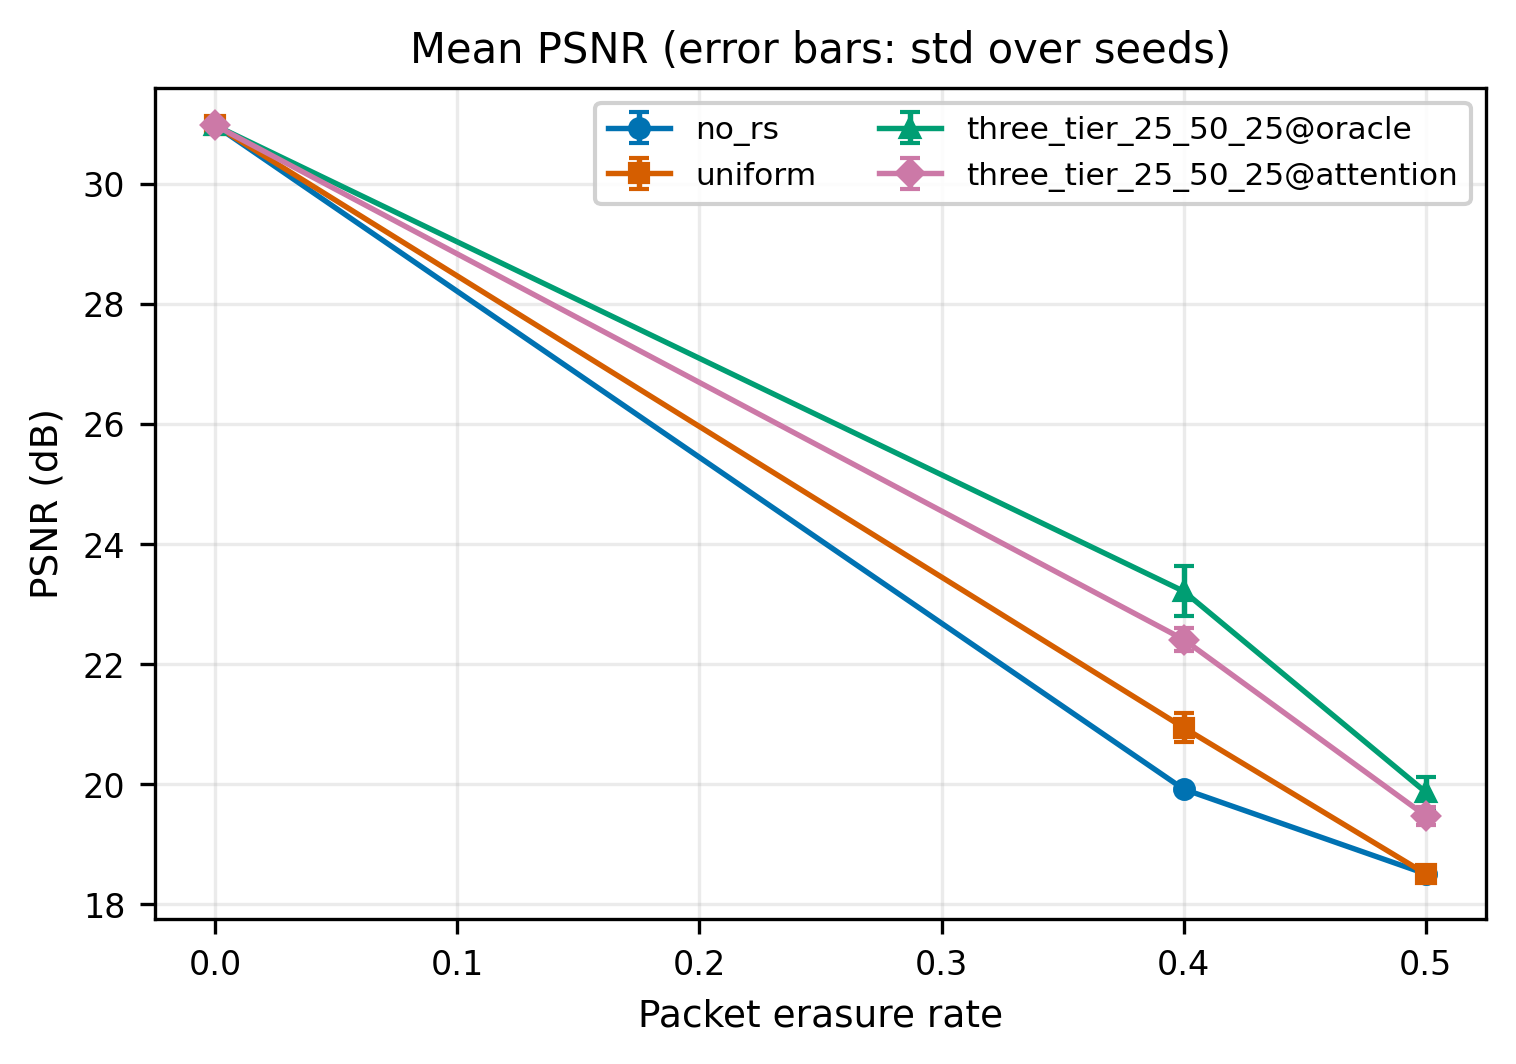 Mean PSNR (error bars: std over seeds)
no_rs
uniform
three_tier_25_50_25@oracle
three_tier_25_50_25@attention
PSNR (dB)
30
28
26
24
22
20
18
0.0 0.1 0.2 0.3 0.4 0.5
Packet erasure rate